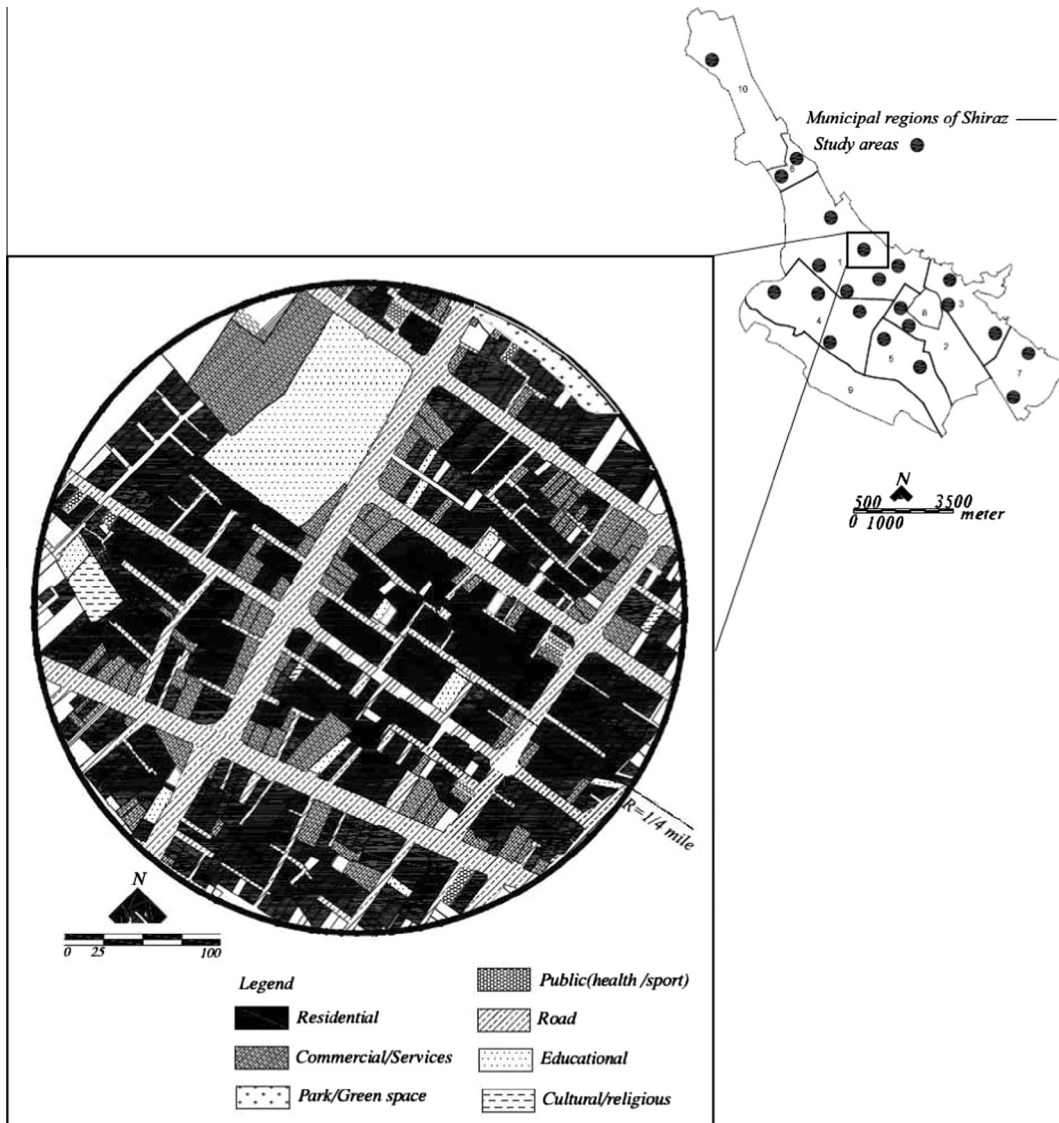 10
Municipal regions of Shiraz
Study areas
6
1
3
8
4
2
5
7
9
N
500 3500
0 1000 meter
R=1/4 mile
N
0 25 100
Legend
Public(health /sport)
Residential
Road
Commercial/Services
Educational
Park/Green space
Cultural/religious